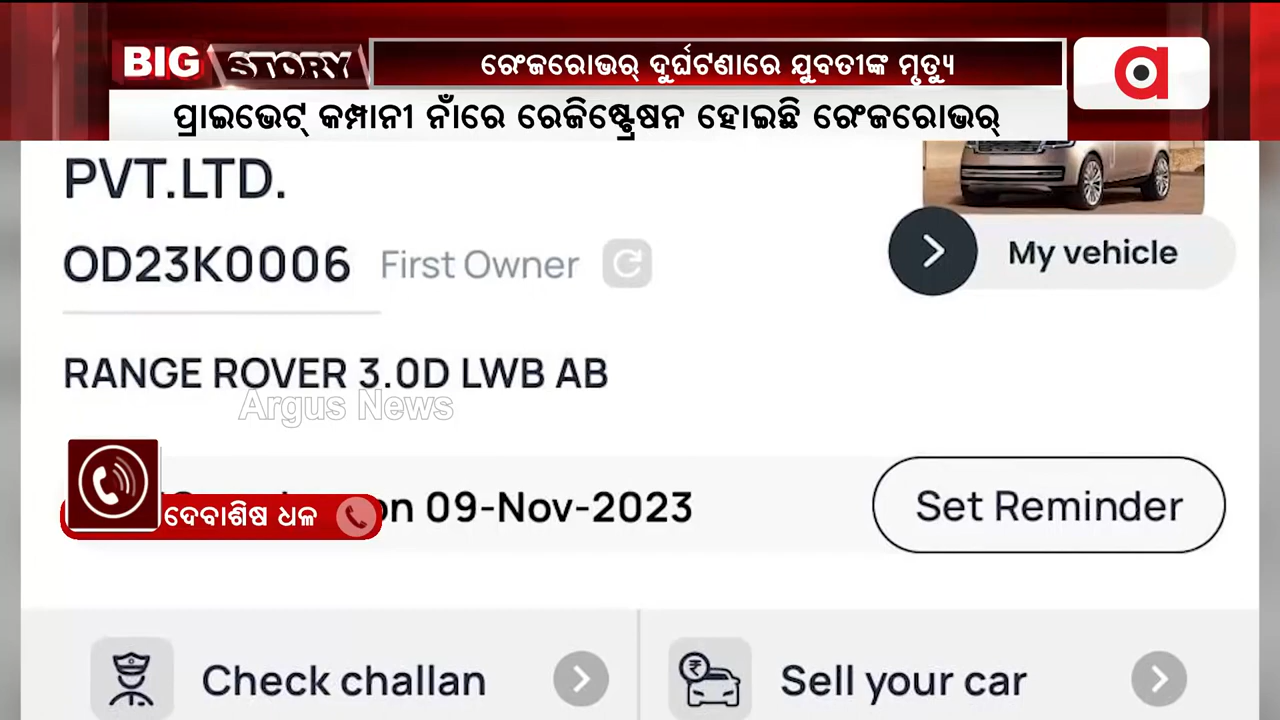 BIG STORY
ରେଂଜରୋଭର୍ ଦୁର୍ଘଟଣାରେ ଯୁବତୀଙ୍କ ମୃତ୍ୟୁ
a
ପ୍ରାଇଭେଟ୍ କମ୍ପାନୀ ନାଁରେ ରେଜିଷ୍ଟ୍ରେଷନ ହୋଇଛି ରେଂଜରୋଭର୍
PVT.LTD.
OD23K0006 First Owner
My vehicle
RANGE ROVER 3.0D LWB AB
Argus News
on 09-Nov-2023
Set Reminder
ଦେବାଶିଷ ଧଳ
Check challan
Sell your car